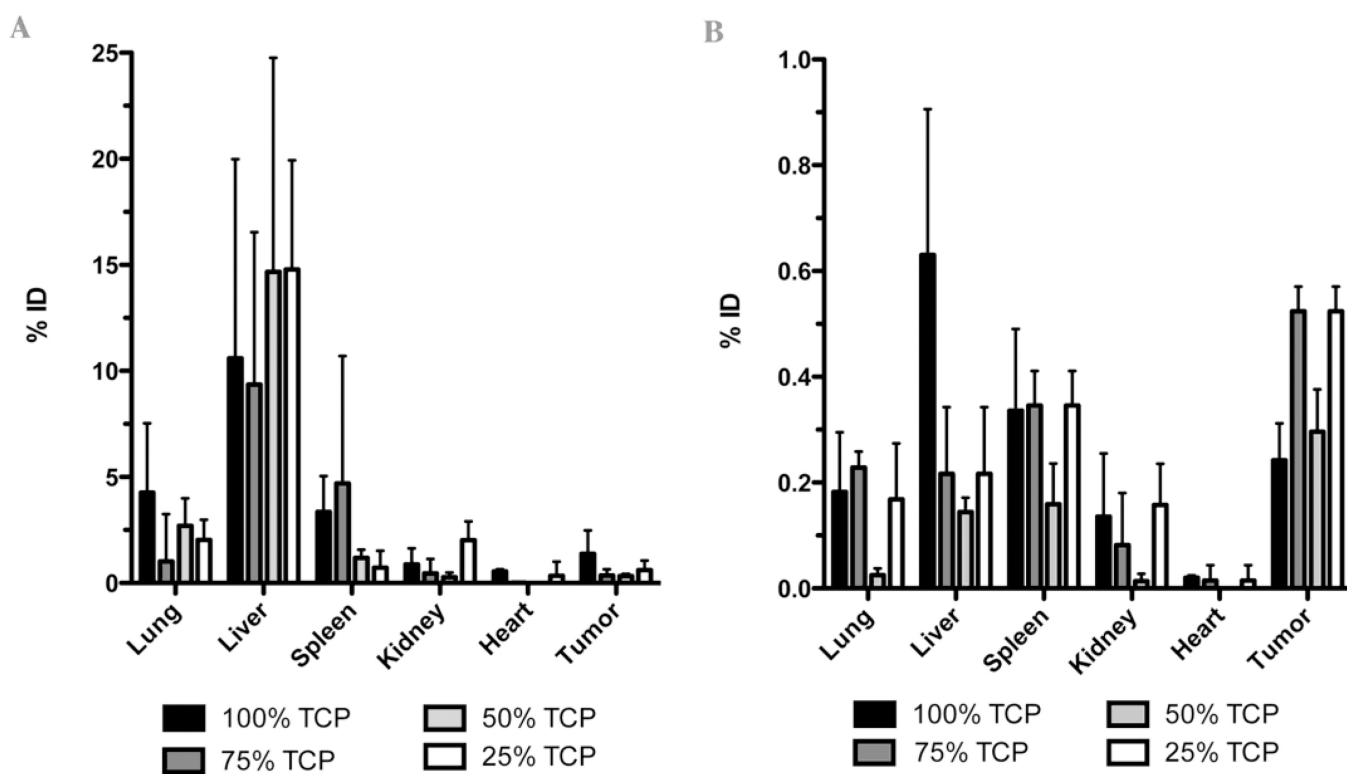 A
25
20
15
10
5
0
% ID
Lung
Liver
Spleen
Kidney
Heart
Tumor
100% TCP
50% TCP
75% TCP
25% TCP
B
1.0
0.8
0.6
0.4
0.2
0.0
% ID
Lung
Liver
Spleen
Kidney
Heart
Tumor
100% TCP
50% TCP
75% TCP
25% TCP